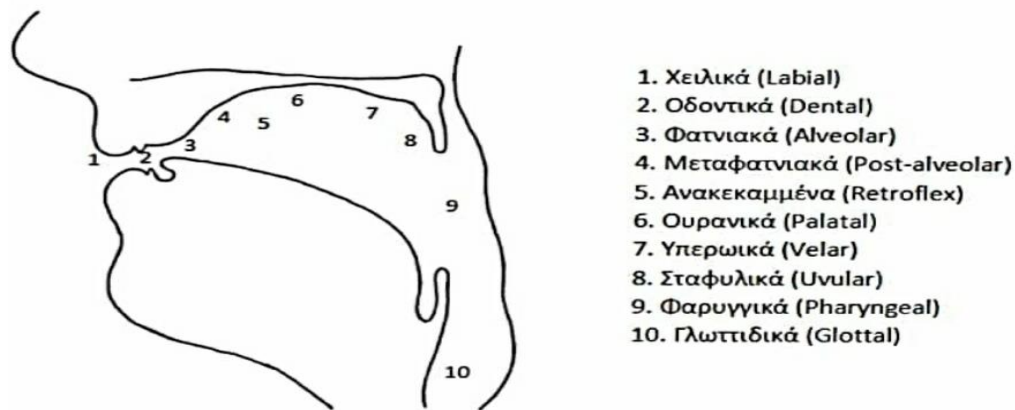 1. Χειλικά (Labial)
2. Οδοντικά (Dental)
3. Φατνιακά (Alveolar)
4. Μεταφατνιακά (Post-alveolar)
5. Ανακεκαμμένα (Retroflex)
6. Ουρανικά (Palatal)
7. Υπερωικά (Velar)
8. Σταφυλικά (Uvular)
9. Φαρυγγικά (Pharyngeal)
10. Γλωττιδικά (Glottal)
1
2
3
4
5
6
7
8
9
10